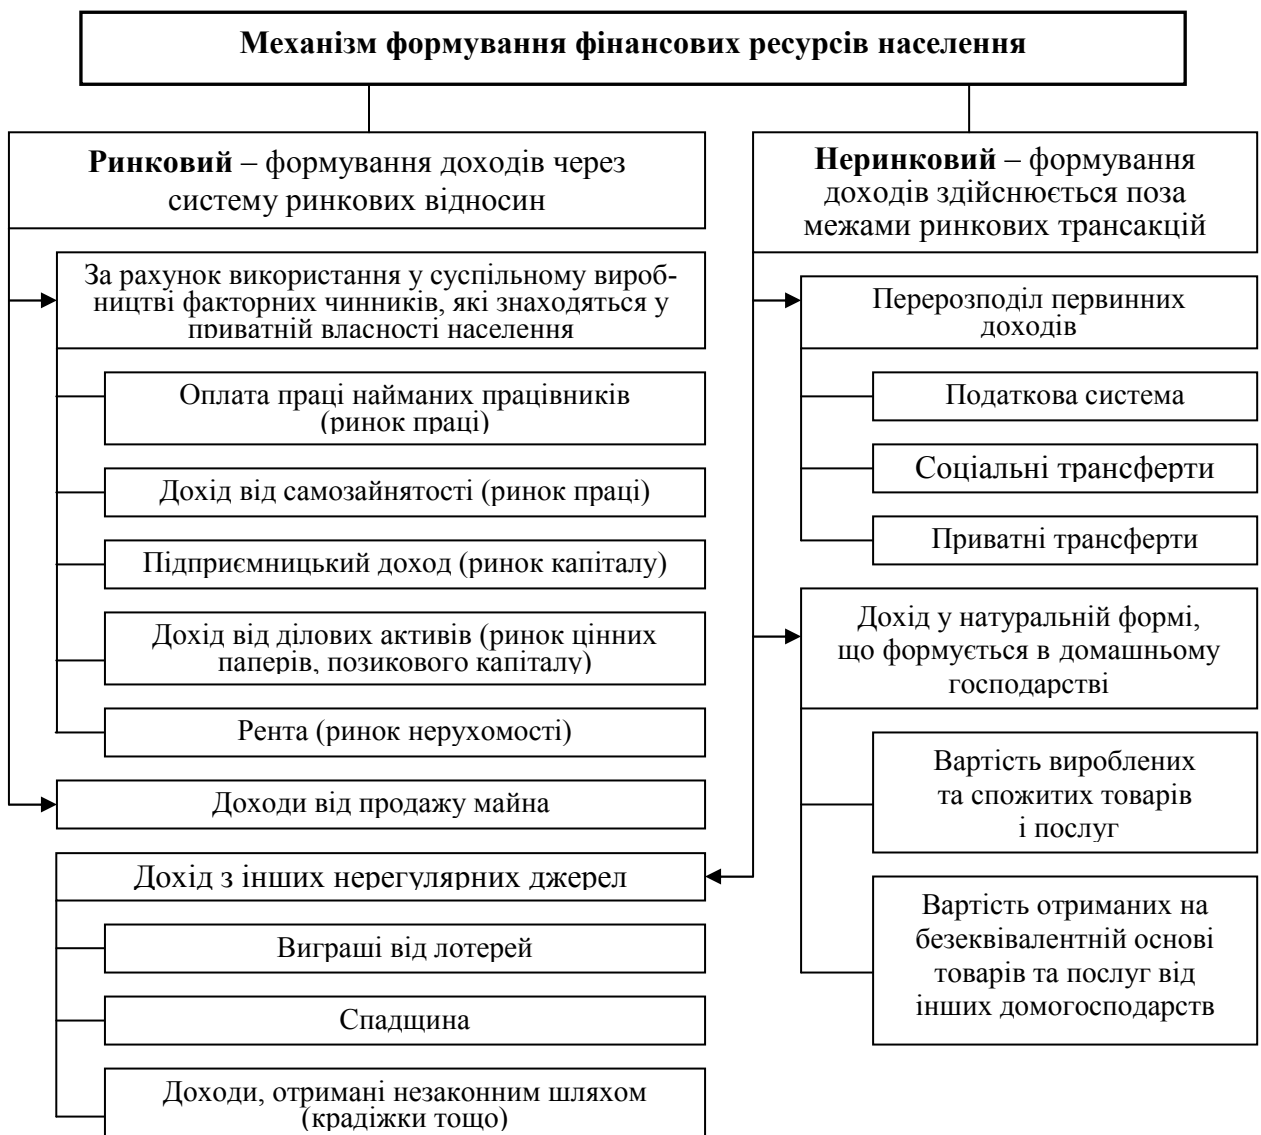 Механізм формування фінансових ресурсів населення
Ринковий – формування доходів через
систему ринкових відносин
За рахунок використання у суспільному вироб-
ництві факторних чинників, які знаходяться у
приватній власності населення
Оплата праці найманих працівників
(ринок праці)
Дохід від самозайнятості (ринок праці)
Підприємницький доход (ринок капіталу)
Дохід від ділових активів (ринок цінних
паперів, позикового капіталу)
Рента (ринок нерухомості)
Доходи від продажу майна
Дохід з інших нерегулярних джерел
Виграші від лотерей
Спадщина
Доходи, отримані незаконним шляхом
(крадіжки тощо)
Неринковий – формування
доходів здійснюється поза
межами ринкових трансакцій
Перерозподіл первинних
доходів
Податкова система
Соціальні трансферти
Приватні трансферти
Дохід у натуральній формі,
що формується в домашньому
господарстві
Вартість вироблених
та спожитих товарів
і послуг
Вартість отриманих на
безеквівалентній основі
товарів та послуг від
інших домогосподарств